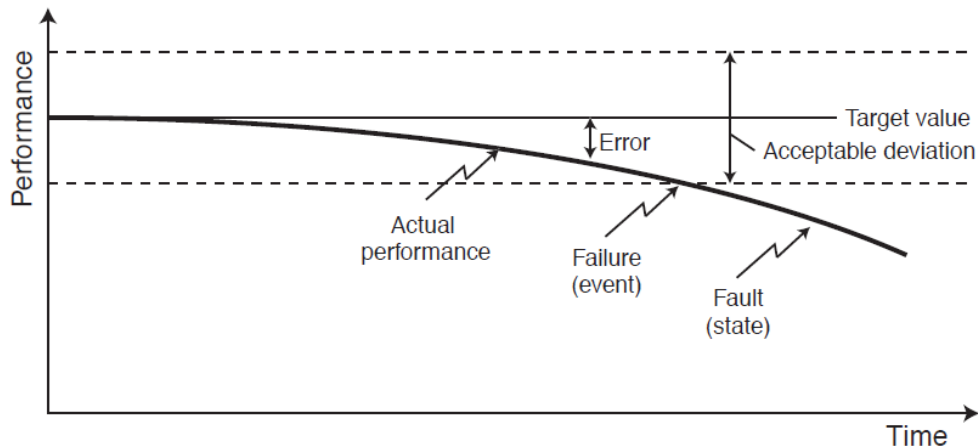 Performance
Target value
Error
Acceptable deviation
Actual
performance
Failure
(event)
Fault
(state)
Time